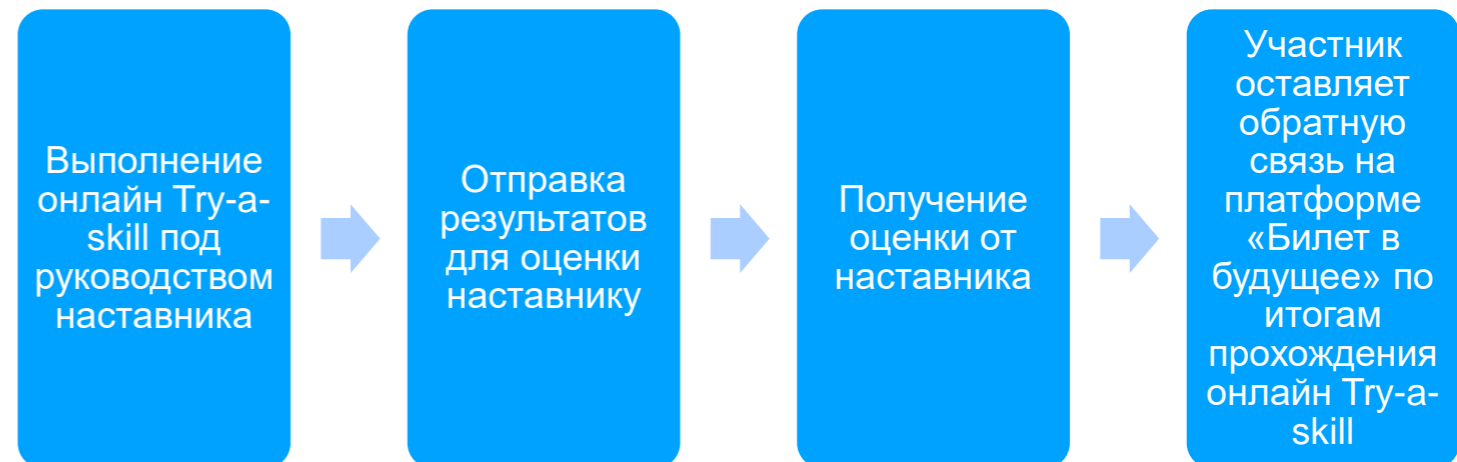 Выполнение
онлайн Try-a-
skill под
руководством
наставника
Отправка
результатов
для оценки
наставнику
Получение
оценки от
наставника
Участник
оставляет
обратную
связь на
платформе
«Билет в
будущее» по
итогам
прохождения
онлайн Try-a-
skill